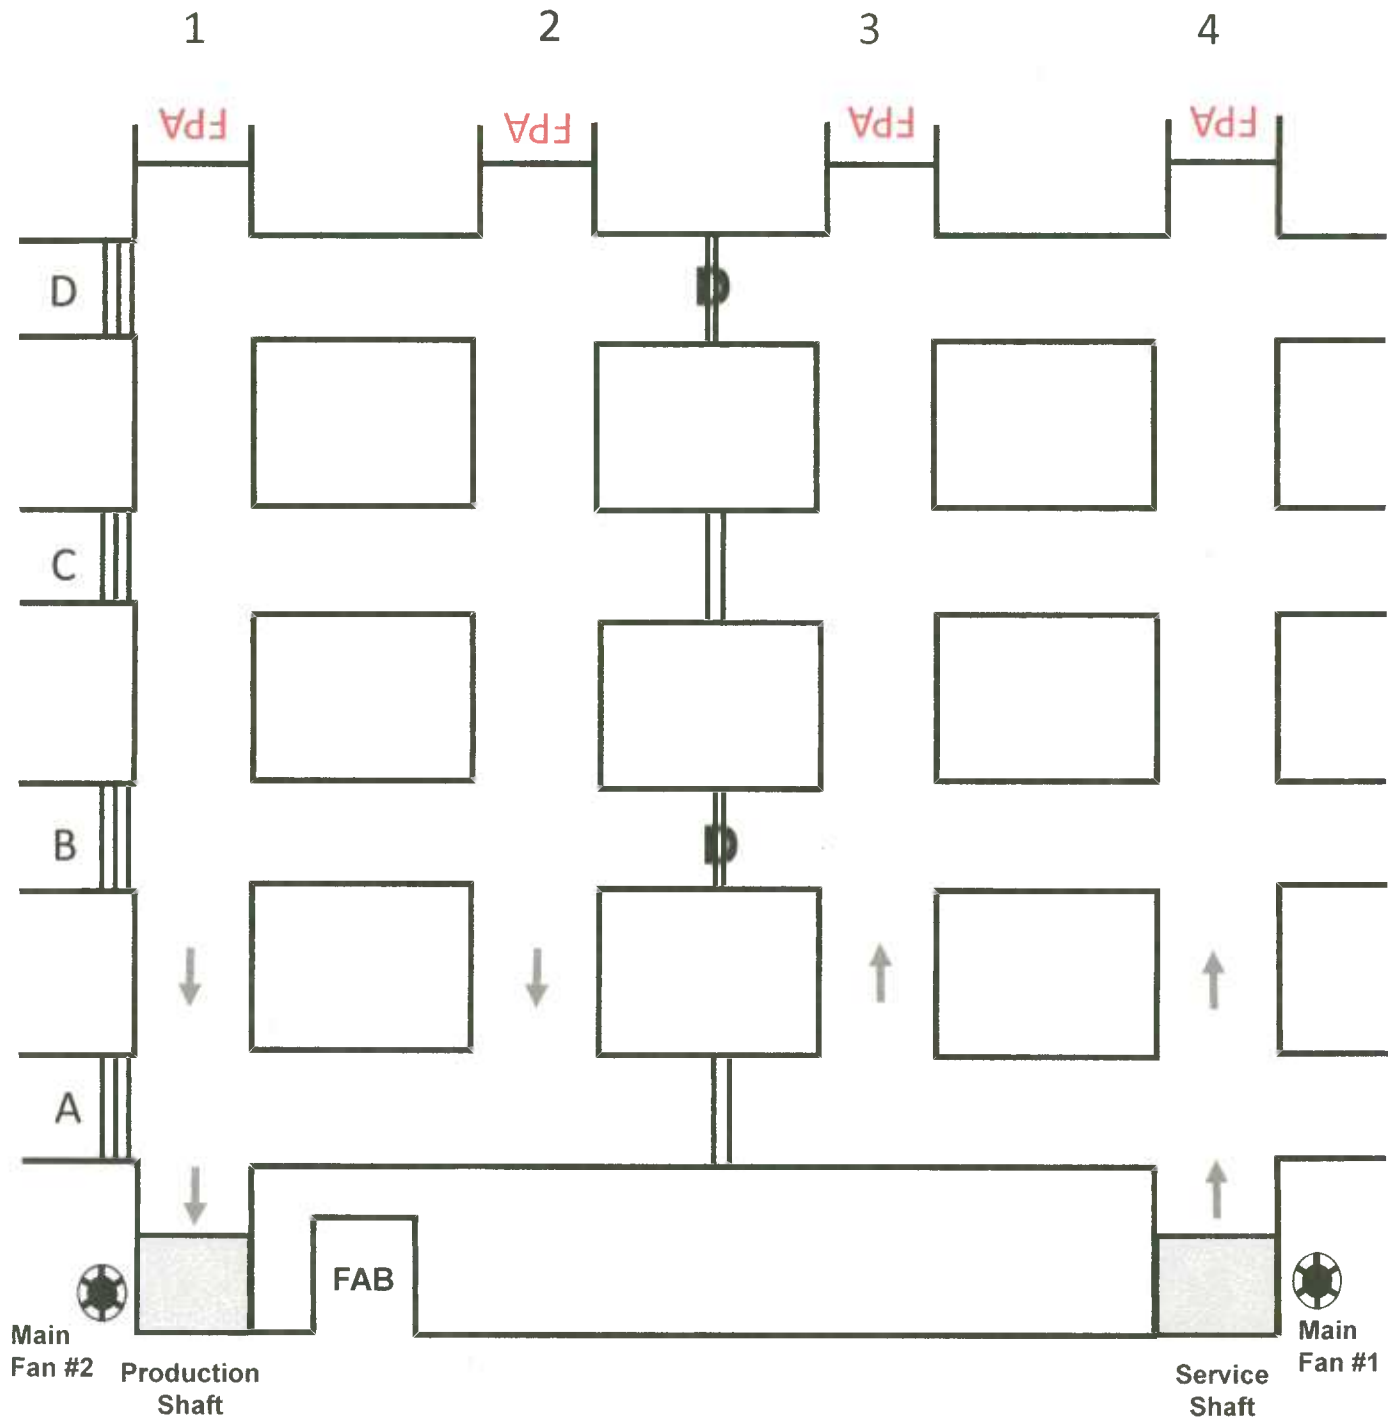 1 2 3 4
FPA FPA FPA FPA
D D
C
B D
A
FAB
Main
Fan #2
Production
Shaft
Service
Shaft
Main
Fan #1